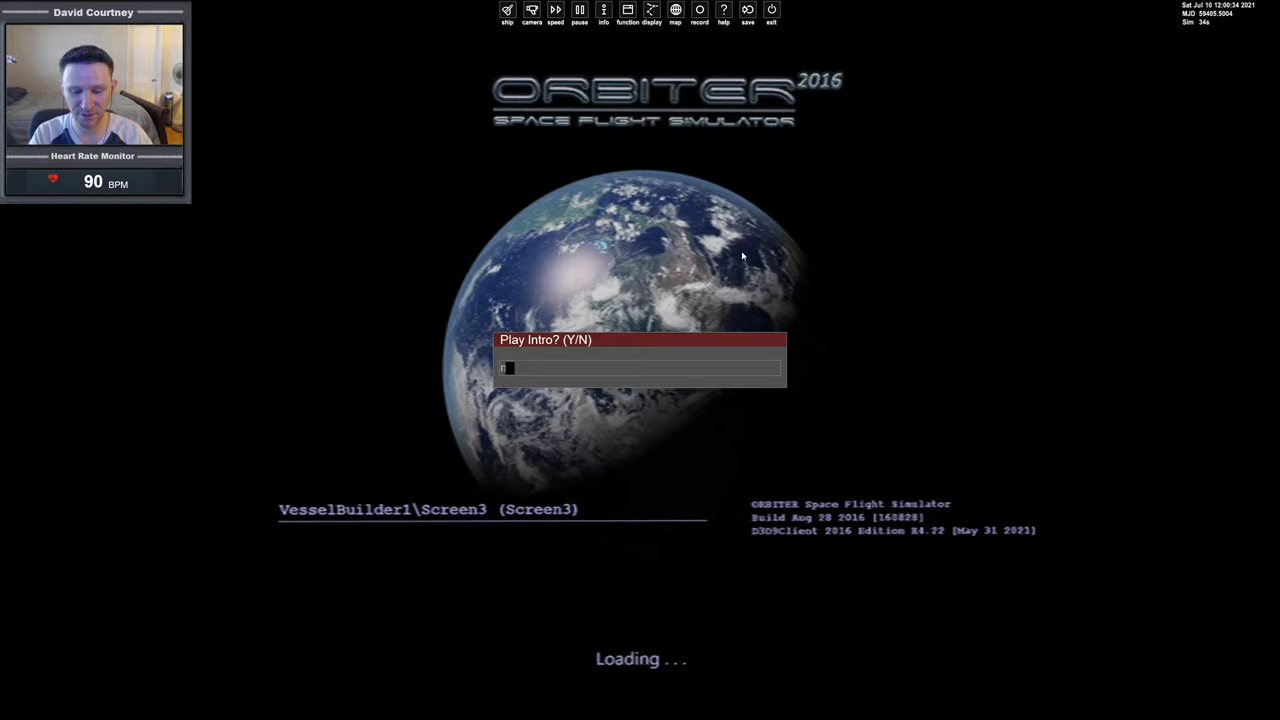 David Courtney
Heart Rate Monitor
90 BPM
ship camera speed pause info function display map record help save exit
Sat Jul 10 12:00:34 2021
MJD 59405.5004
Sim 34s
ORBITER 2016
SPACE FLIGHT SIMULATOR
Play Intro? (Y/N)
n
VesselBuilder1\Screen3 (Screen3)
ORBITER Space Flight Simulator
Build Aug 28 2016 [160828]
D3D9Client 2016 Edition R4.22 [May 31 2021]
Loading . . .